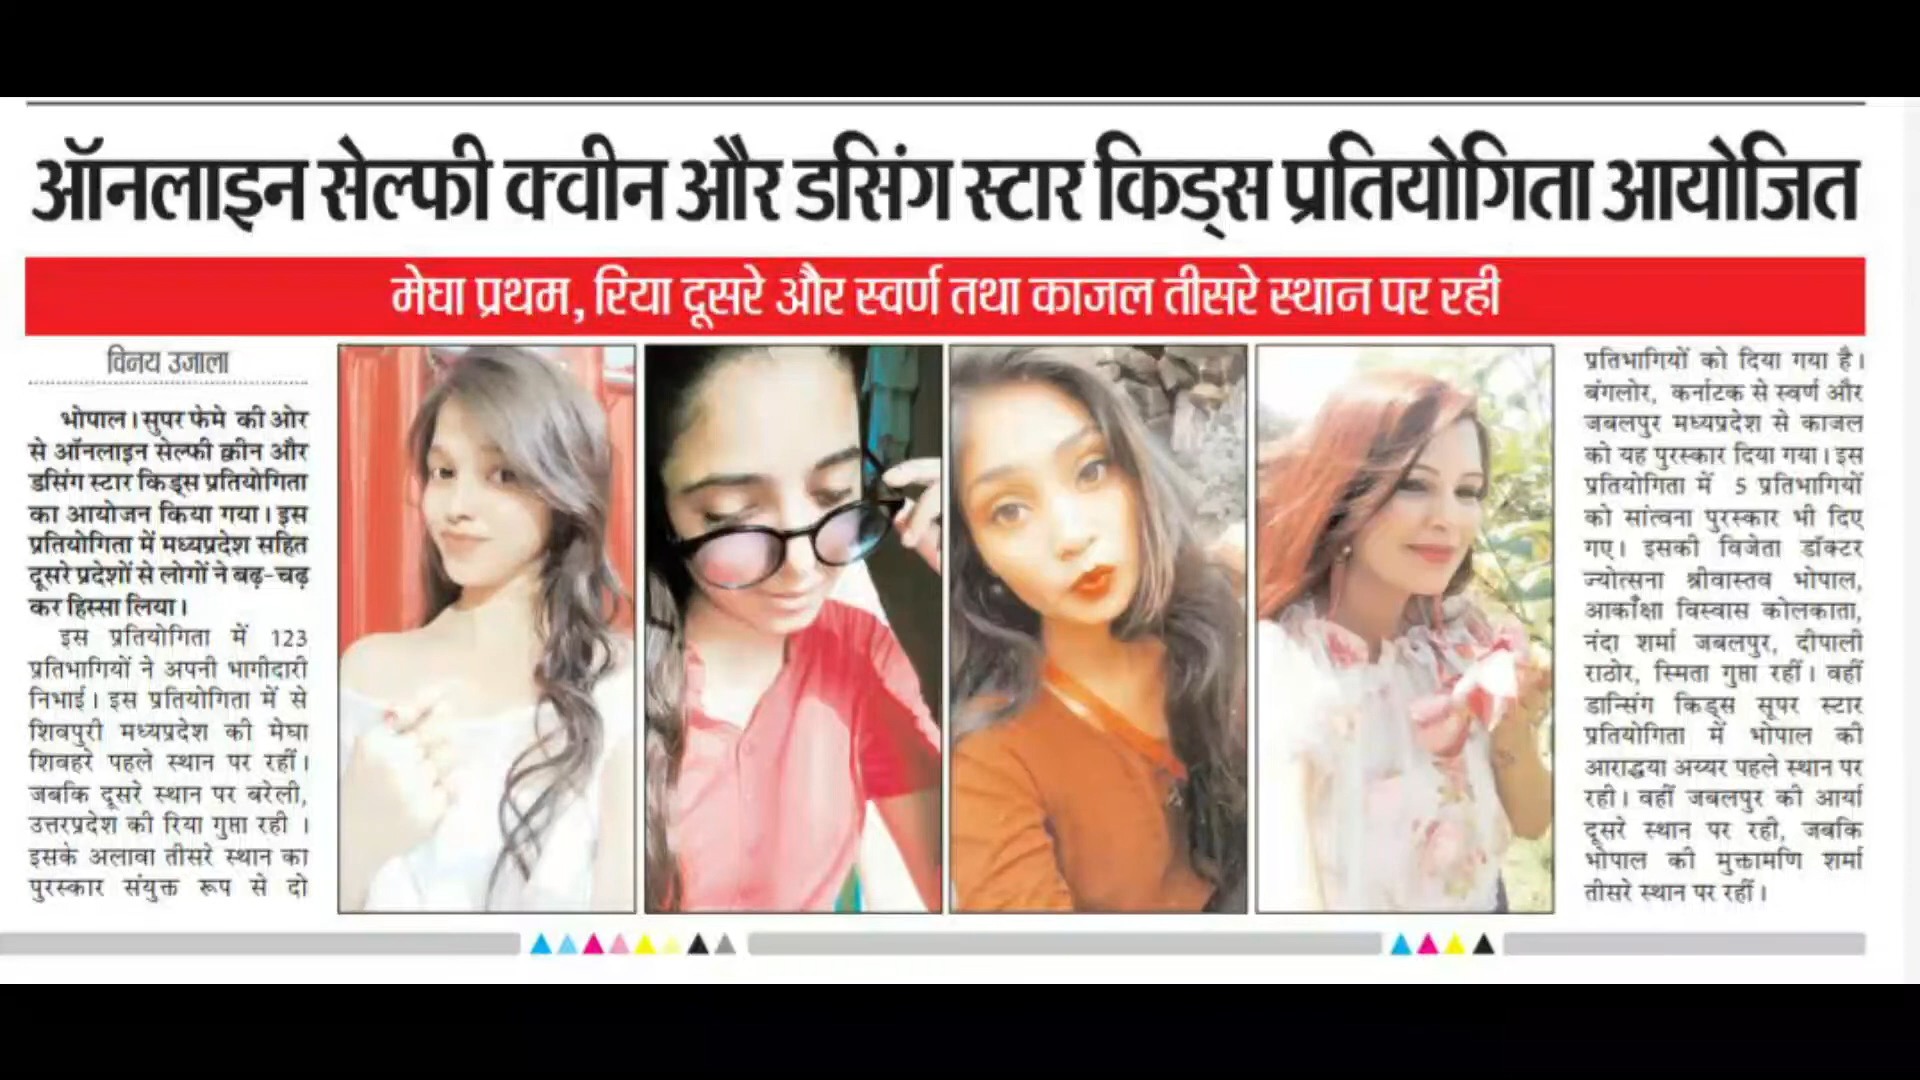 ऑनलाइन सेल्फी क्वीन और डसिंग स्टार किड्स प्रतियोगिता आयोजित
मेघा प्रथम, रिया दूसरे और स्वर्ण तथा काजल तीसरे स्थान पर रही
विनय उजाला
भोपाल। सुपर फेमे की ओर
से ऑनलाइन सेल्फी क्वीन और
डसिंग स्टार किड्स प्रतियोगिता
का आयोजन किया गया। इस
प्रतियोगिता में मध्यप्रदेश सहित
दूसरे प्रदेशों से लोगों ने बढ़-चढ़
कर हिस्सा लिया।
इस प्रतियोगिता में 123
प्रतिभागियों ने अपनी भागीदारी
निभाई। इस प्रतियोगिता में से
शिवपुरी मध्यप्रदेश की मेघा
शिवहरे पहले स्थान पर रहीं।
जबकि दूसरे स्थान पर बरेली,
उत्तरप्रदेश की रिया गुप्ता रही ।
इसके अलावा तीसरे स्थान का
पुरस्कार संयुक्त रूप से दो
प्रतिभागियों को दिया गया है।
बंगलोर, कर्नाटक से स्वर्ण और
जबलपुर मध्यप्रदेश से काजल
को यह पुरस्कार दिया गया। इस
प्रतियोगिता में 5 प्रतिभागियों
को सांत्वना पुरस्कार भी दिए
गए। इसकी विजेता डॉक्टर
ज्योत्सना श्रीवास्तव भोपाल,
आकाँक्षा विस्वास कोलकाता,
नंदा शर्मा जबलपुर, दीपाली
राठोर, स्मिता गुप्ता रहीं। वहीं
डान्सिंग किड्स सूपर स्टार
प्रतियोगिता में भोपाल की
आराद्धया अय्यर पहले स्थान पर
रही। वहीं जबलपुर की आर्या
दूसरे स्थान पर रही, जबकि
भोपाल की मुक्तामणि शर्मा
तीसरे स्थान पर रहीं।